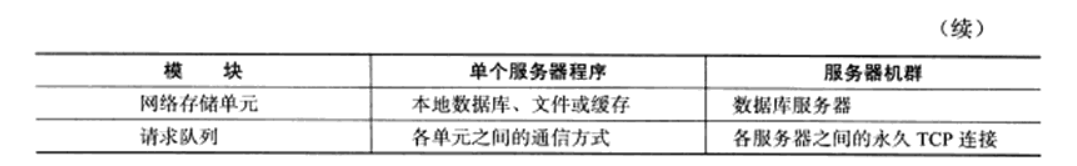 （续）
模 块 单个服务器程序 服务器机群
网络存储单元 本地数据库、文件或缓存 数据库服务器
请求队列 各单元之间的通信方式 各服务器之间的永久 TCP 连接